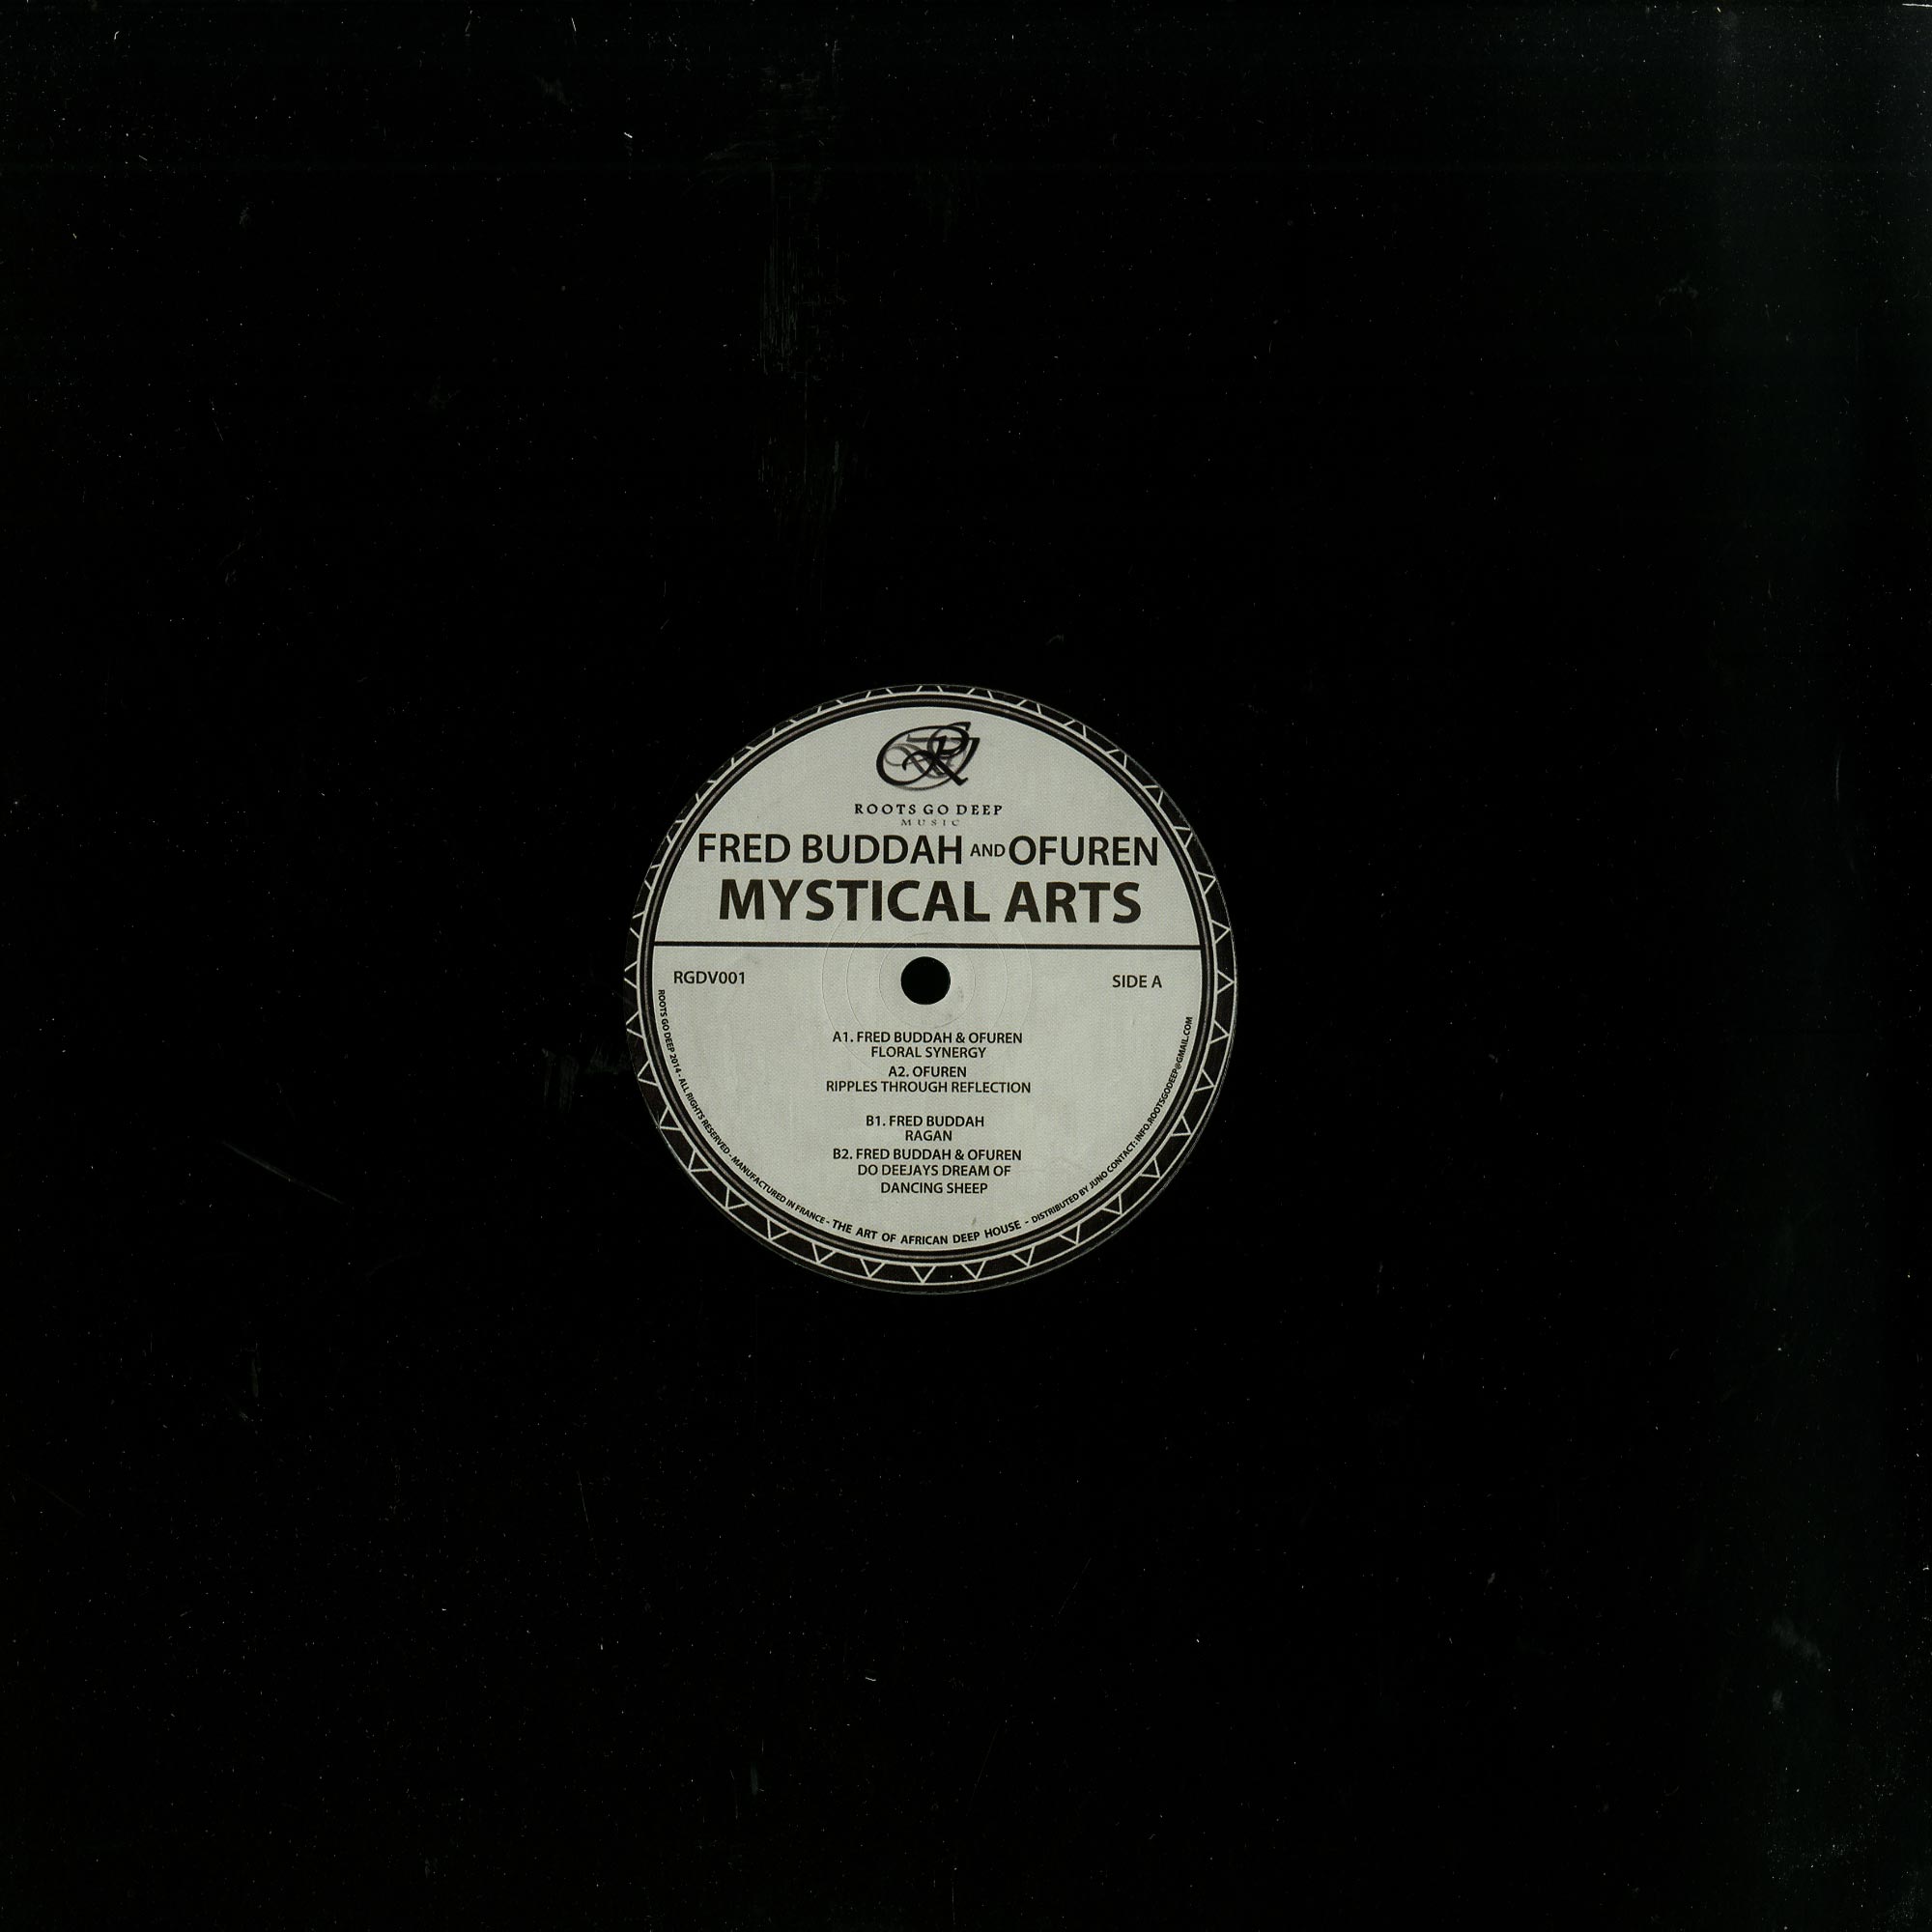 ROOTS GO DEEP
MUSIC
FRED BUDDAH AND OFUREN
MYSTICAL ARTS
RGDV001
SIDE A
A1. FRED BUDDAH & OFUREN
FLORAL SYNERGY
A2. OFUREN
RIPPLES THROUGH REFLECTION
B1. FRED BUDDAH
RAGAN
B2. FRED BUDDAH & OFUREN
DO DEEJAYS DREAM OF
DANCING SHEEP
ROOTS GO DEEP 2014 - ALL RIGHTS RESERVED - MANUFACTURED IN FRANCE - THE ART OF AFRICAN DEEP HOUSE - DISTRIBUTED BY JUNO CONTACT: INFO.ROOTSGODEEP@GMAIL.COM